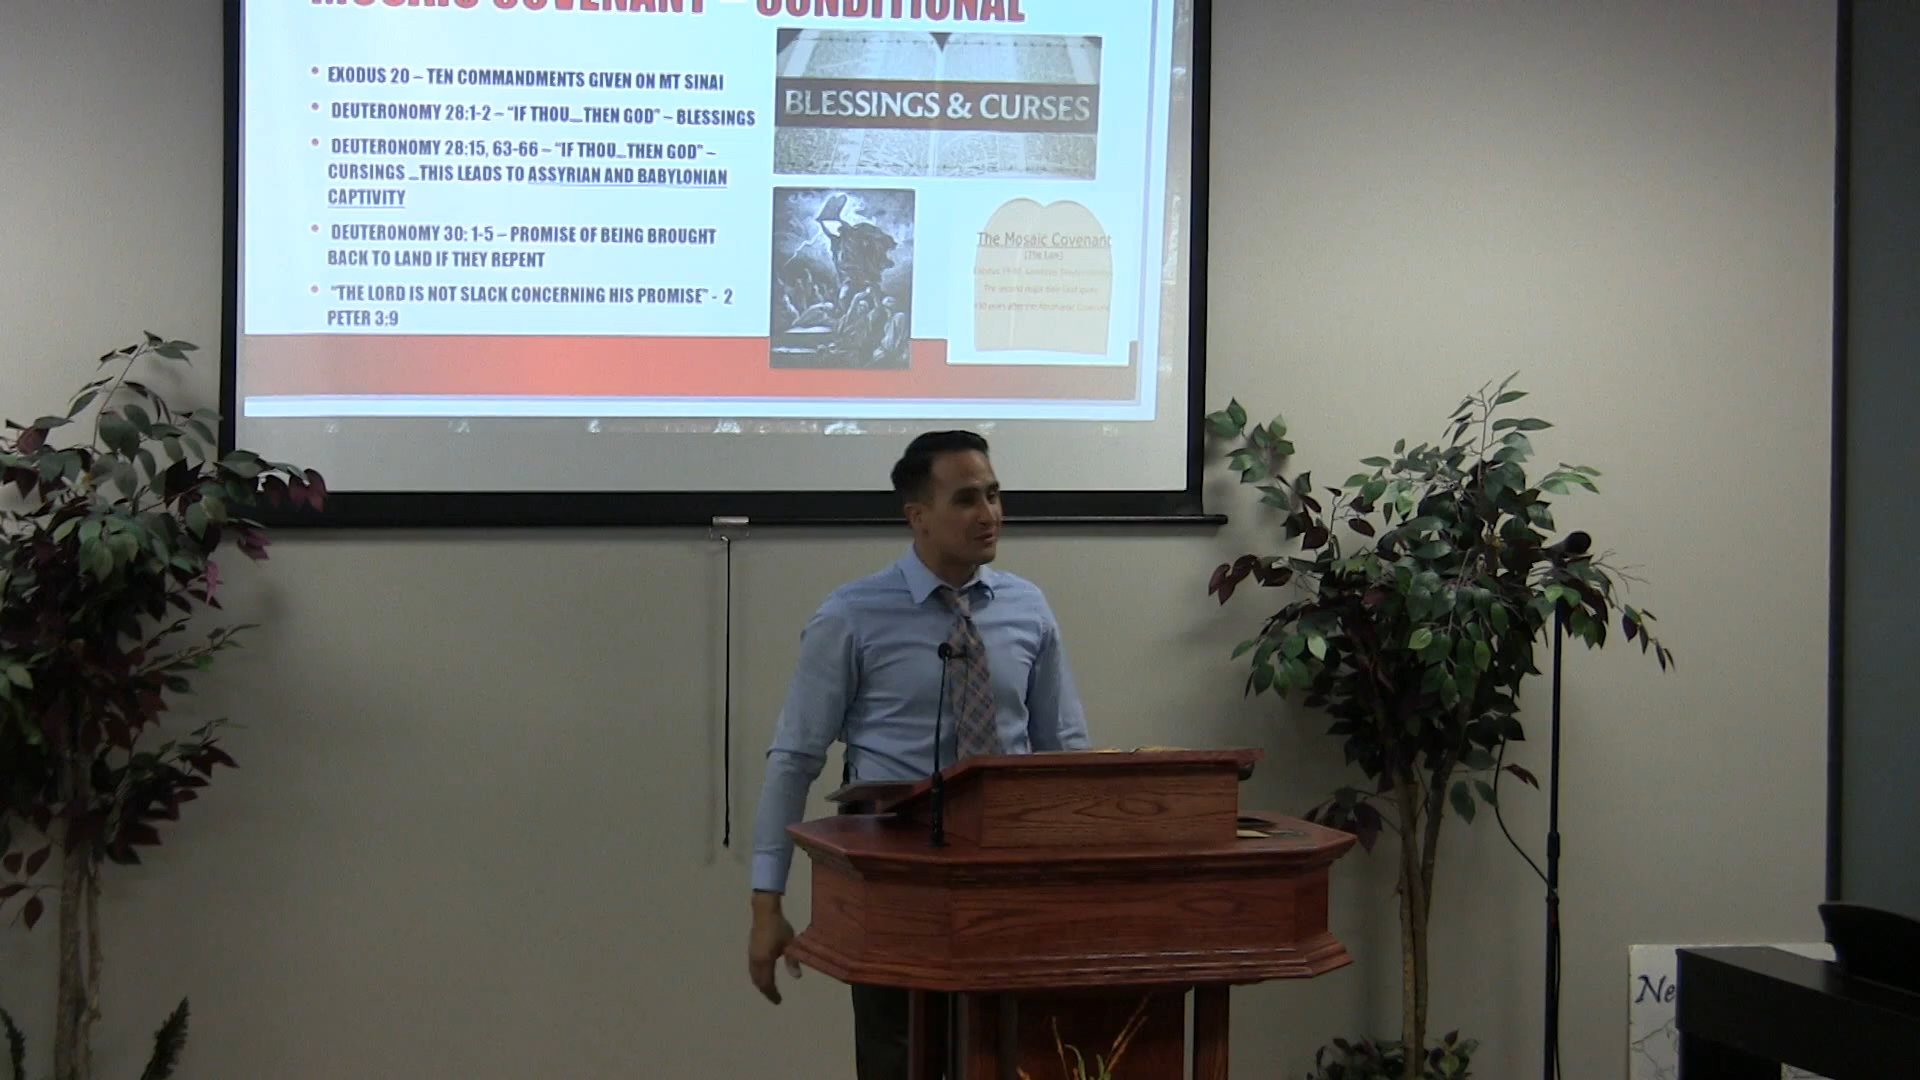 MOSAIC COVENANT – CONDITIONAL
• EXODUS 20 – TEN COMMANDMENTS GIVEN ON MT SINAI
• DEUTERONOMY 28:1-2 – "IF THOU...THEN GOD" – BLESSINGS
• DEUTERONOMY 28:15, 63-66 – "IF THOU...THEN GOD" –
CURSINGS ...THIS LEADS TO ASSYRIAN AND BABYLONIAN
CAPTIVITY
• DEUTERONOMY 30: 1-5 – PROMISE OF BEING BROUGHT
BACK TO LAND IF THEY REPENT
• "THE LORD IS NOT SLACK CONCERNING HIS PROMISE" - 2
PETER 3:9
BLESSINGS & CURSES
The Mosaic Covenant
(The Law)
Ne